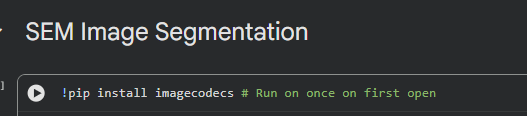 SEM Image Segmentation
]
!pip install imagecodecs # Run on once on first open